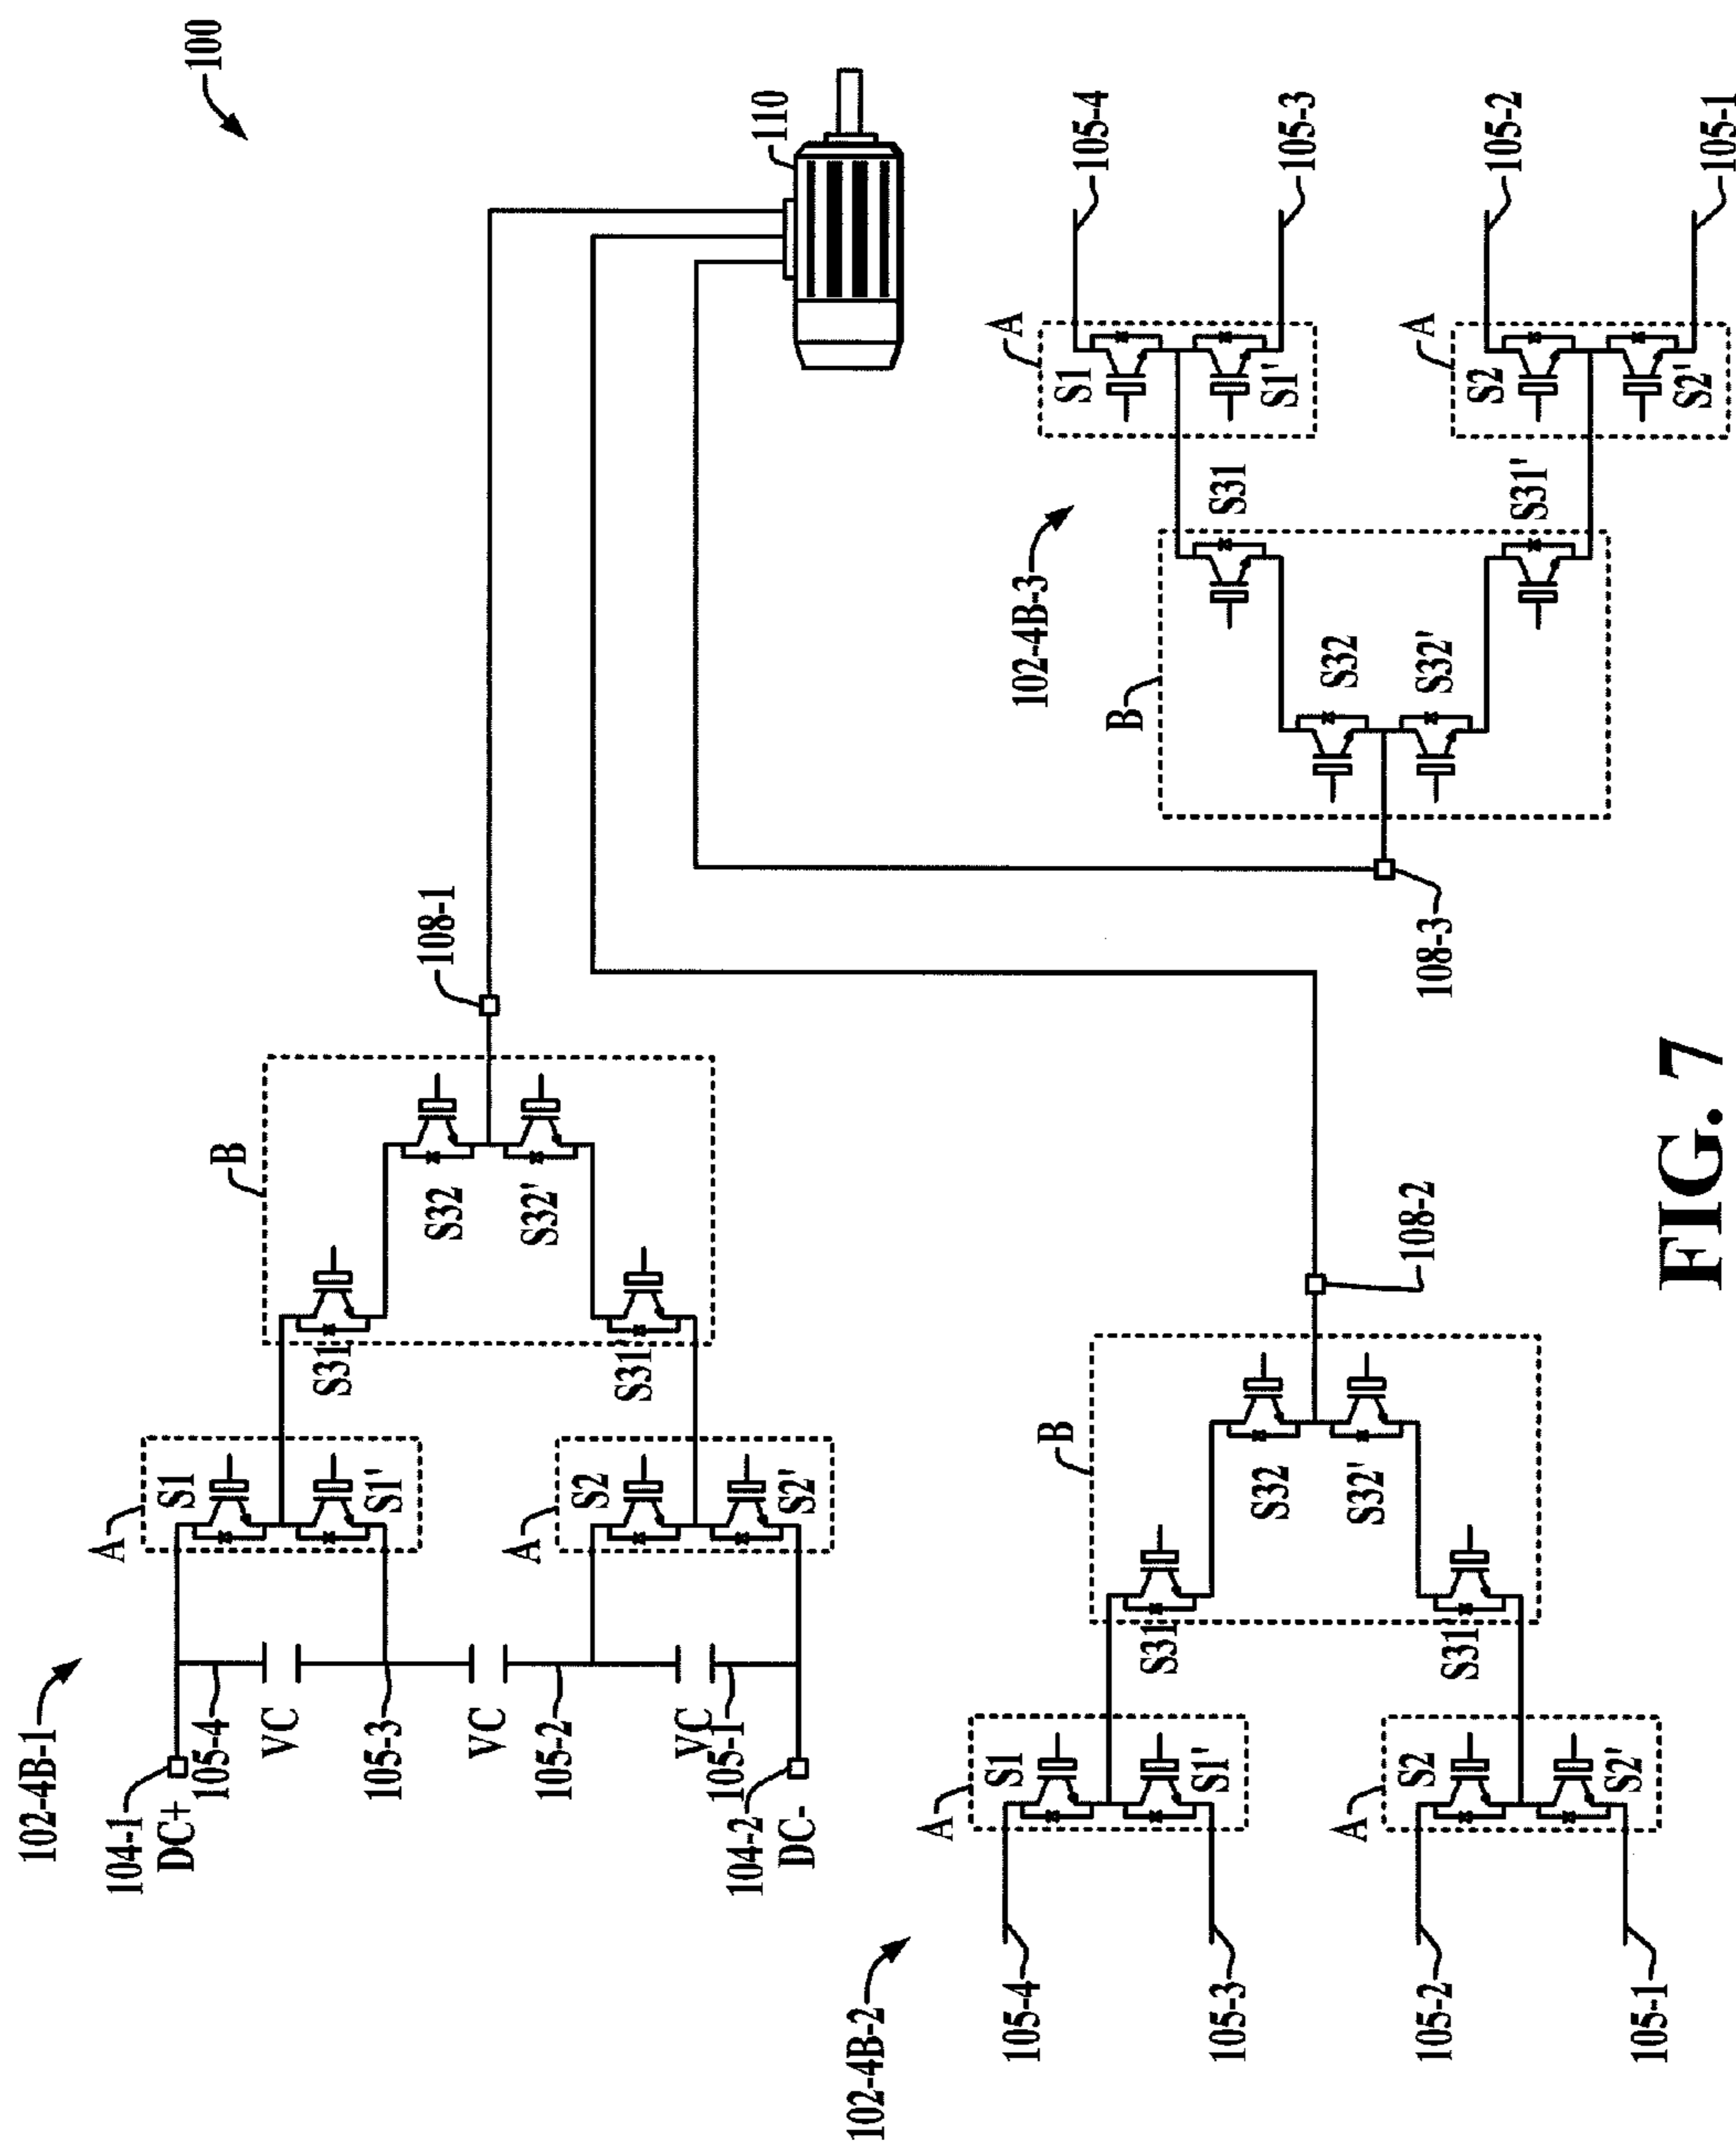 100
102-4B-1
104-1
DC+
105-4
VC
105-3
VC
105-2
VC
105-1
104-2
DC-
A
S1
S1'
A
S2
S2'
B
S31
S32
S32'
S31'
108-1
110
102-4B-2
105-4
105-3
105-2
105-1
A
S1
S1'
A
S2
S2'
B
S31
S32
S32'
S31'
108-2
102-4B-3
B
S31
S32
S32'
S31'
108-3
A
S1
S1'
A
S2
S2'
105-4
105-3
105-2
105-1
FIG. 7